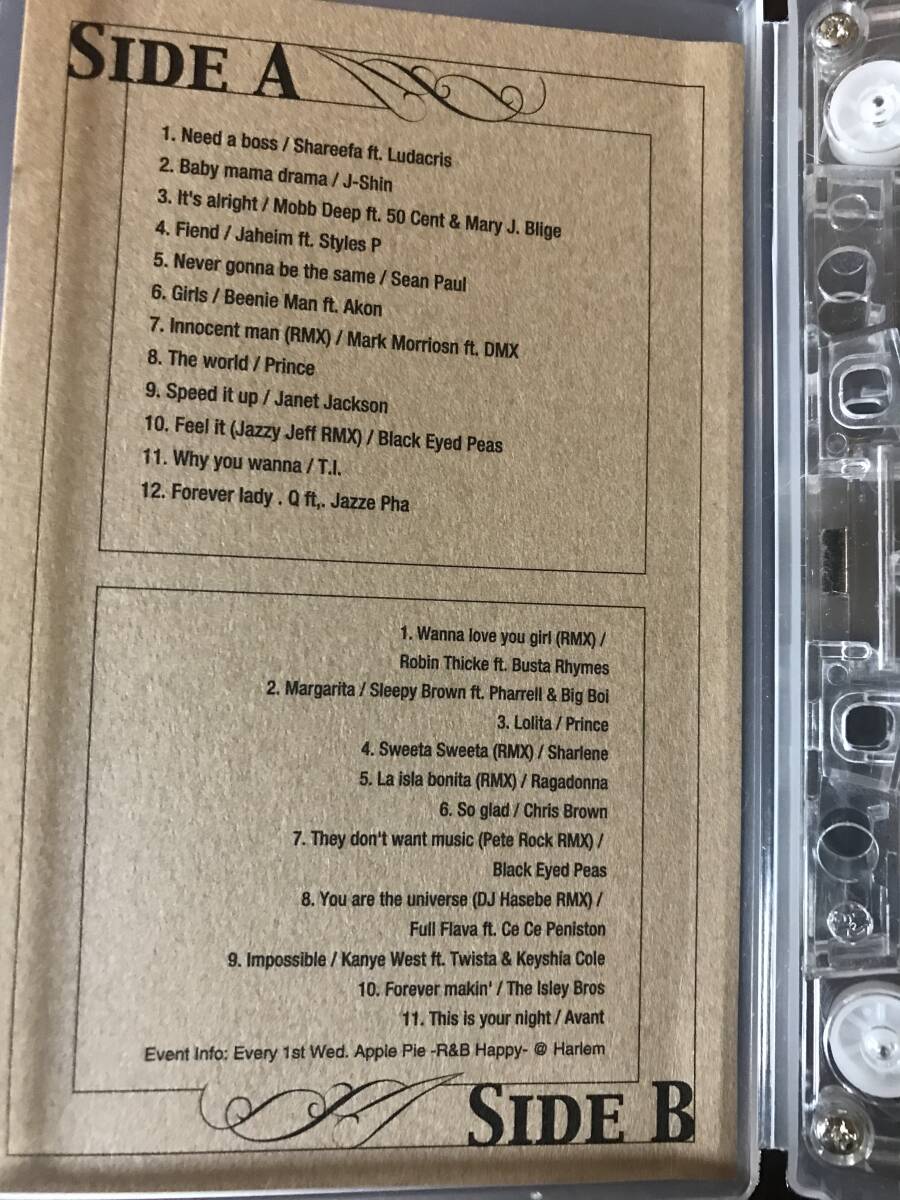 SIDE A
1. Need a boss / Shareefa ft. Ludacris
2. Baby mama drama / J-Shin
3. It's alright / Mobb Deep ft. 50 Cent & Mary J. Blige
4. Fiend / Jaheim ft. Styles P
5. Never gonna be the same / Sean Paul
6. Girls / Beenie Man ft. Akon
7. Innocent man (RMX) / Mark Morriosn ft. DMX
8. The world / Prince
9. Speed it up / Janet Jackson
10. Feel it (Jazzy Jeff RMX) / Black Eyed Peas
11. Why you wanna / T.I.
12. Forever lady . Q ft,. Jazze Pha
1. Wanna love you girl (RMX) /
Robin Thicke ft. Busta Rhymes
2. Margarita / Sleepy Brown ft. Pharrell & Big Boi
3. Lolita / Prince
4. Sweeta Sweeta (RMX) / Sharlene
5. La isla bonita (RMX) / Ragadonna
6. So glad / Chris Brown
7. They don't want music (Pete Rock RMX) /
Black Eyed Peas
8. You are the universe (DJ Hasebe RMX) /
Full Flava ft. Ce Ce Peniston
9. Impossible / Kanye West ft. Twista & Keyshia Cole
10. Forever makin' / The Isley Bros
11. This is your night / Avant
Event Info: Every 1st Wed. Apple Pie -R&B Happy- @ Harlem
SIDE B